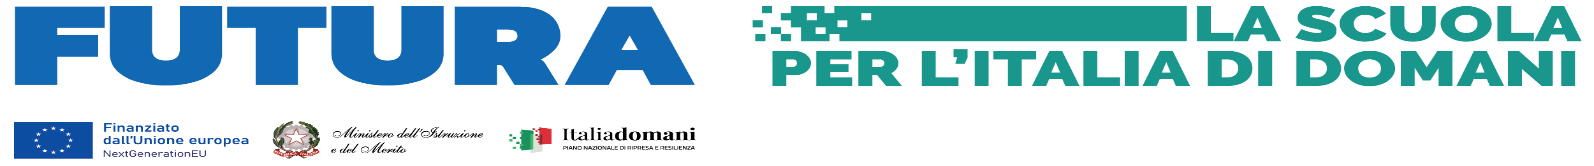 FUTURA
LA SCUOLA
PER L'ITALIA DI DOMANI
Finanziato
dall'Unione europea
NextGenerationEU
Ministero dell'Istruzione
e del Merito
Italiadomani
PIANO NAZIONALE DI RIPRESA E RESILIENZA